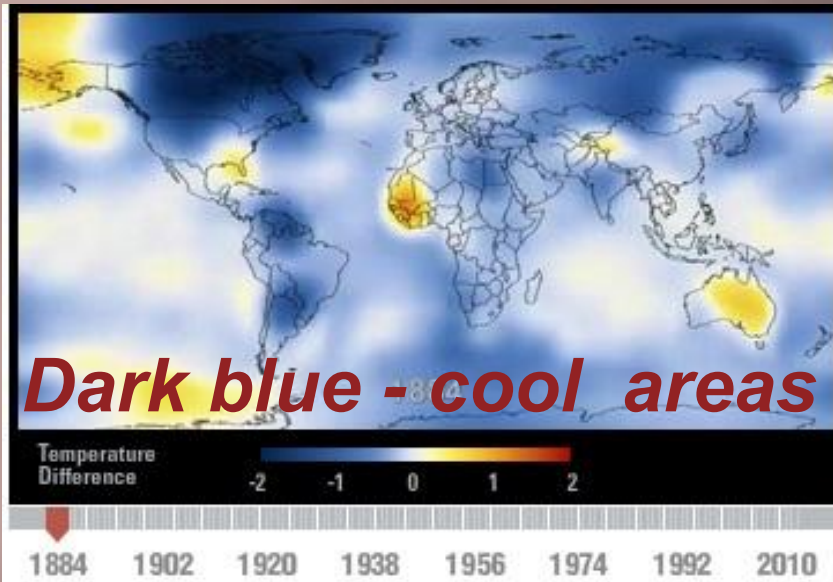 Dark blue - cool areas
1884
Temperature
Difference
-2 -1 0 1 2
1884 1902 1920 1938 1956 1974 1992 2010